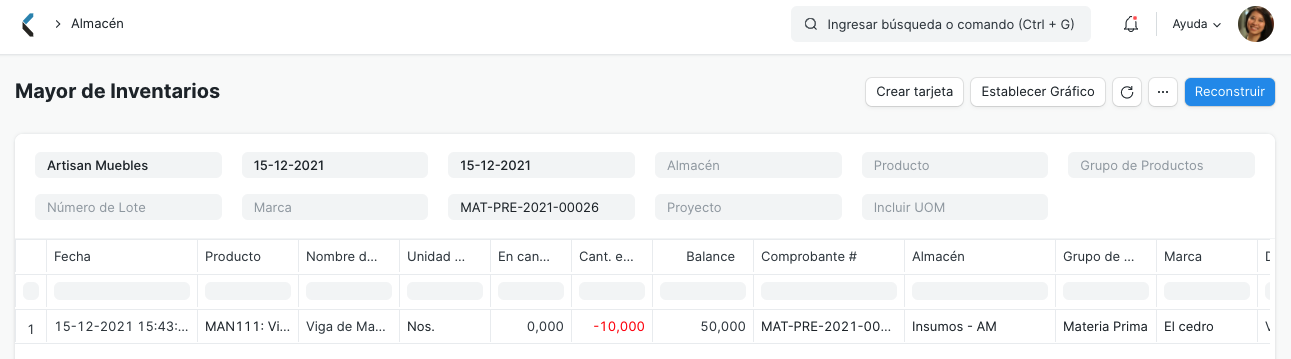 Almacén
Ingresar búsqueda o comando (Ctrl + G)
Ayuda
Mayor de Inventarios
Crear tarjeta
Establecer Gráfico
...
Reconstruir
Artisan Muebles 15-12-2021 15-12-2021 Almacén Producto Grupo de Productos
Número de Lote Marca MAT-PRE-2021-00026 Proyecto Incluir UOM
Fecha Producto Nombre d... Unidad ... En can... Cant. e... Balance Comprobante # Almacén Grupo de ... Marca
1 15-12-2021 15:43:... MAN111: Vi... Viga de Ma... Nos. 0,000 -10,000 50,000 MAT-PRE-2021-00... Insumos - AM Materia Prima El cedro